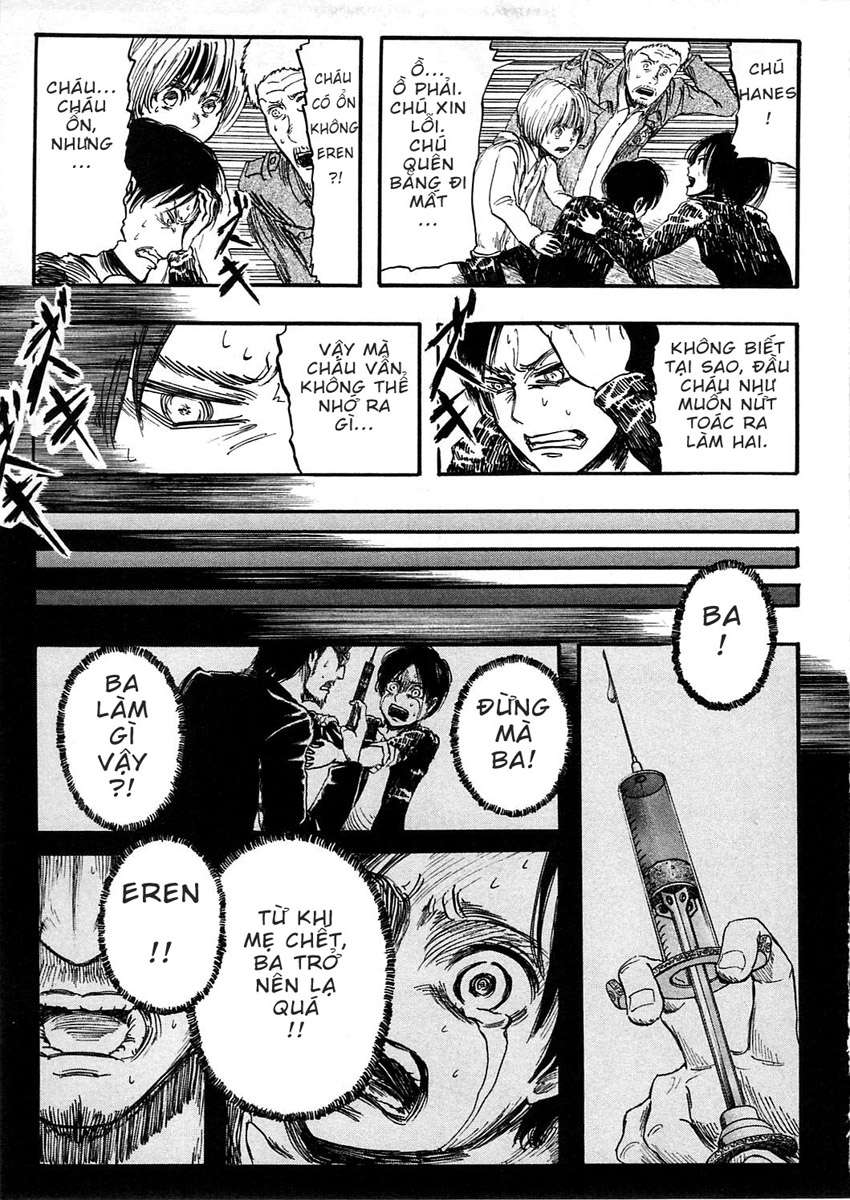 CHÚ
HANES
!
Ồ...
Ồ PHẢI.
CHÚ XIN
LỖI.
CHÚ
QUÊN
BẴNG ĐI
MẤT
...
CHÁU
CÓ ỔN
KHÔNG
EREN
?!
CHÁU...
CHÁU
ỔN,
NHƯNG
...
KHÔNG BIẾT
TẠI SAO, ĐẦU
CHÁU NHƯ
MUỐN NỨT
TOÁC RA
LÀM HAI.
VẬY MÀ
CHÁU VẪN
KHÔNG THỂ
NHỚ RA
GÌ...
BA
!
ĐỪNG
MÀ
BA!
BA
LÀM
GÌ
VẬY
?!
TỪ KHI
MẸ CHẾT,
BA TRỞ
NÊN LẠ
QUÁ
!!
EREN
!!